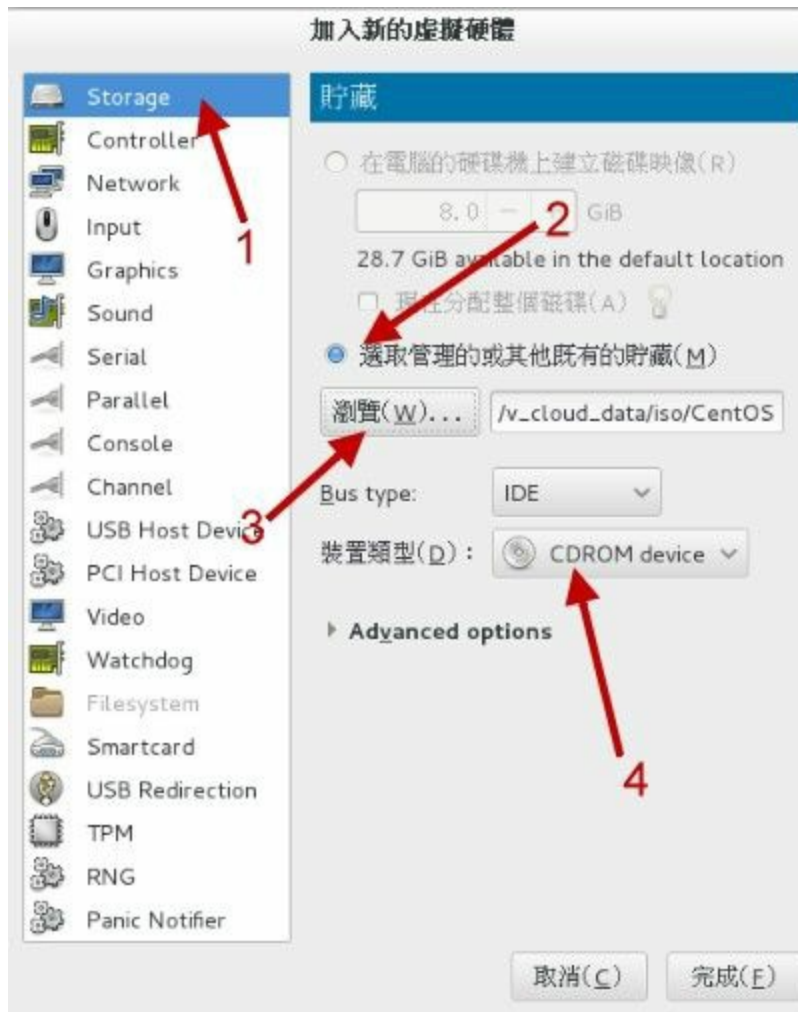 加入新的虛擬硬體
Storage
Controller
Network
Input
Graphics
Sound
Serial
Parallel
Console
Channel
USB Host Device
PCI Host Device
Video
Watchdog
Filesystem
Smartcard
USB Redirection
TPM
RNG
Panic Notifier
1
貯藏
在電腦的硬碟機上建立磁碟映像(R)
8.0 GiB
2
28.7 GiB available in the default location
現在分配整個磁碟(A)
選取管理的或其他既有的貯藏(M)
瀏覽(W)... /v_cloud_data/iso/CentOS
3
Bus type: IDE
裝置類型(D): CDROM device
Advanced options
4
取消(C) 完成(F)